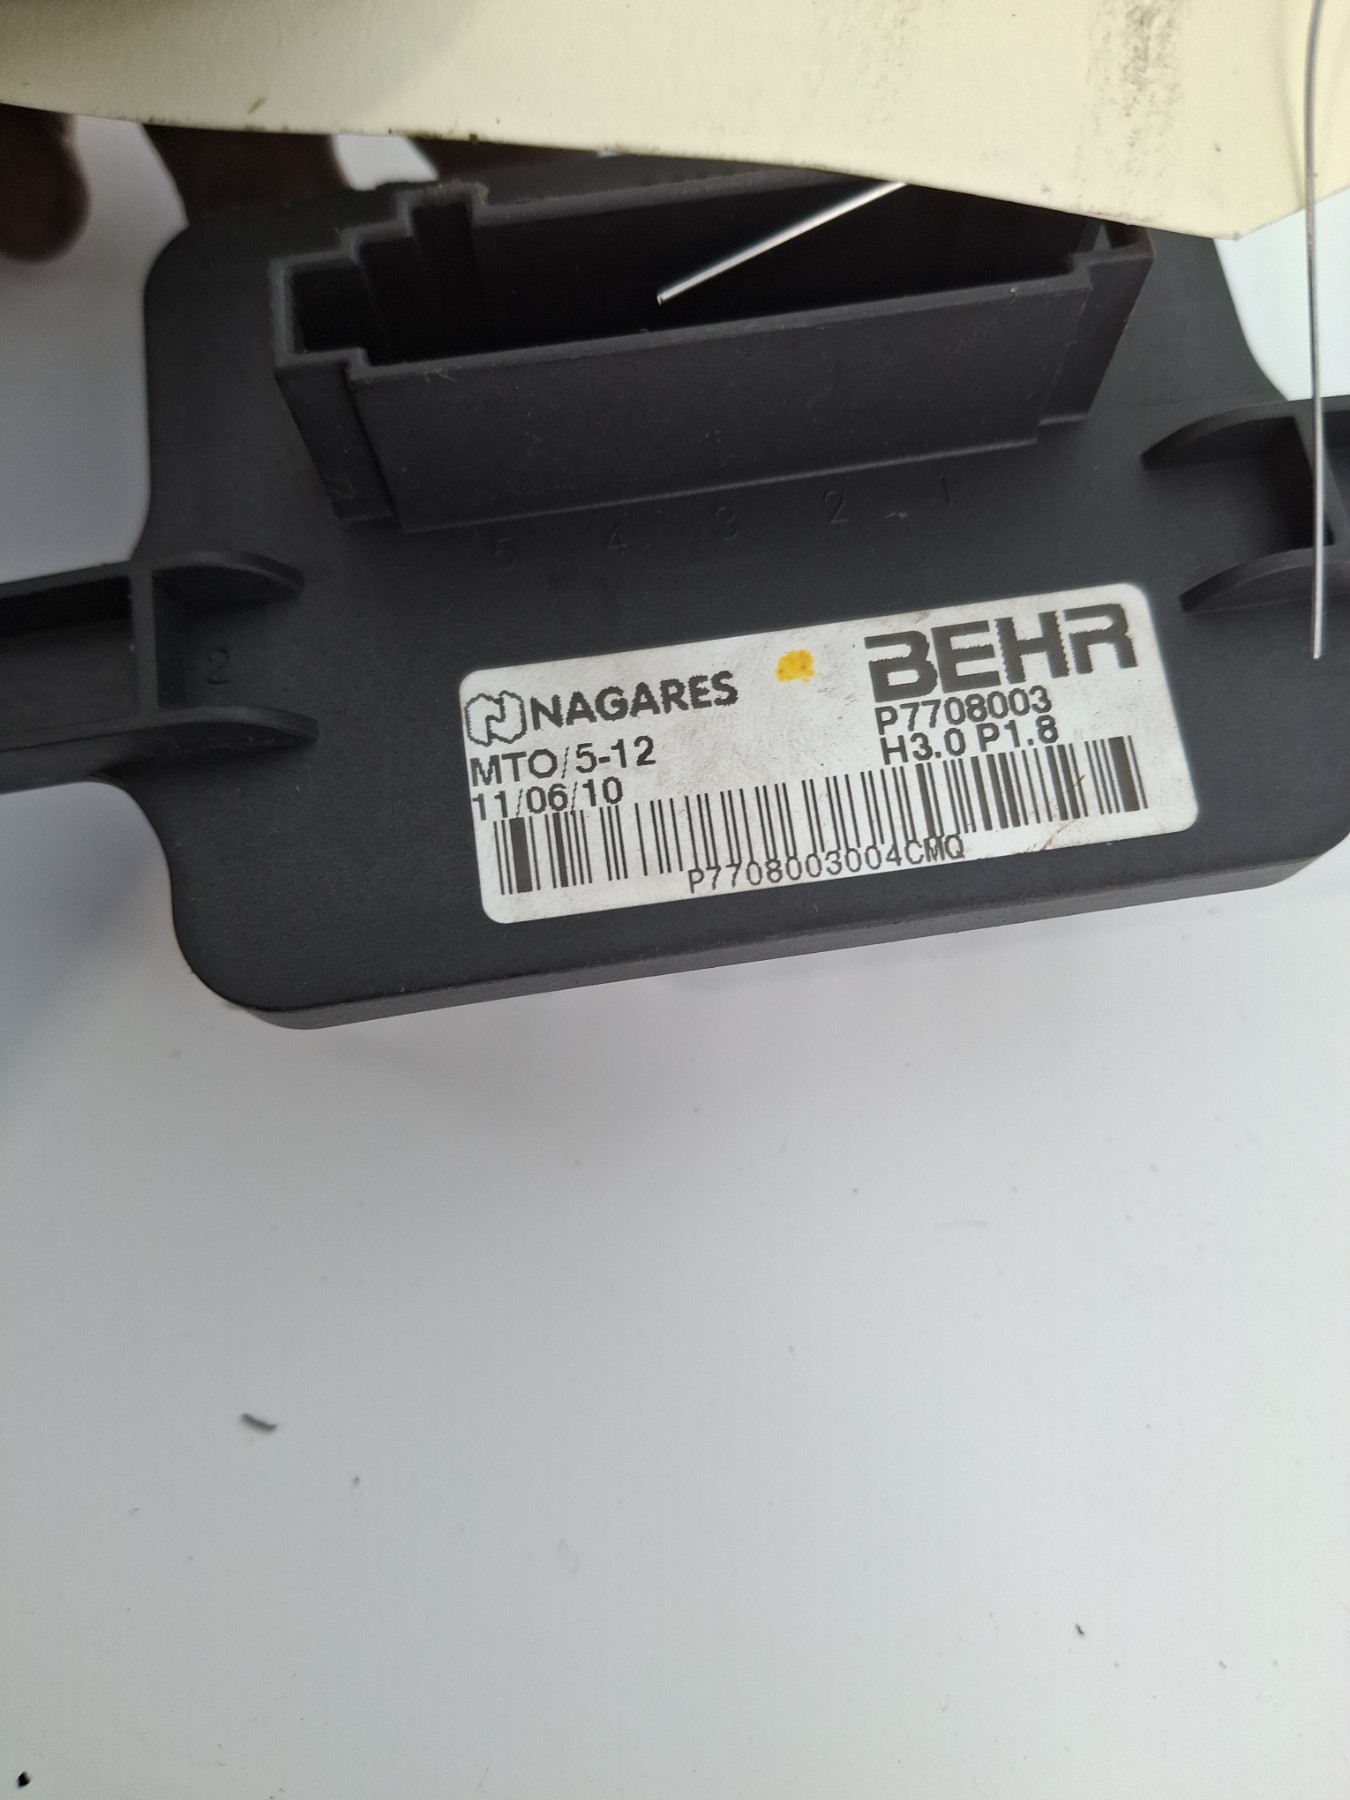 5 4 3 2 1
2
NAGARES
BEHR
MTO/5-12
P7708003
11/06/10
H3.0 P1.8
P7708003004CMQ